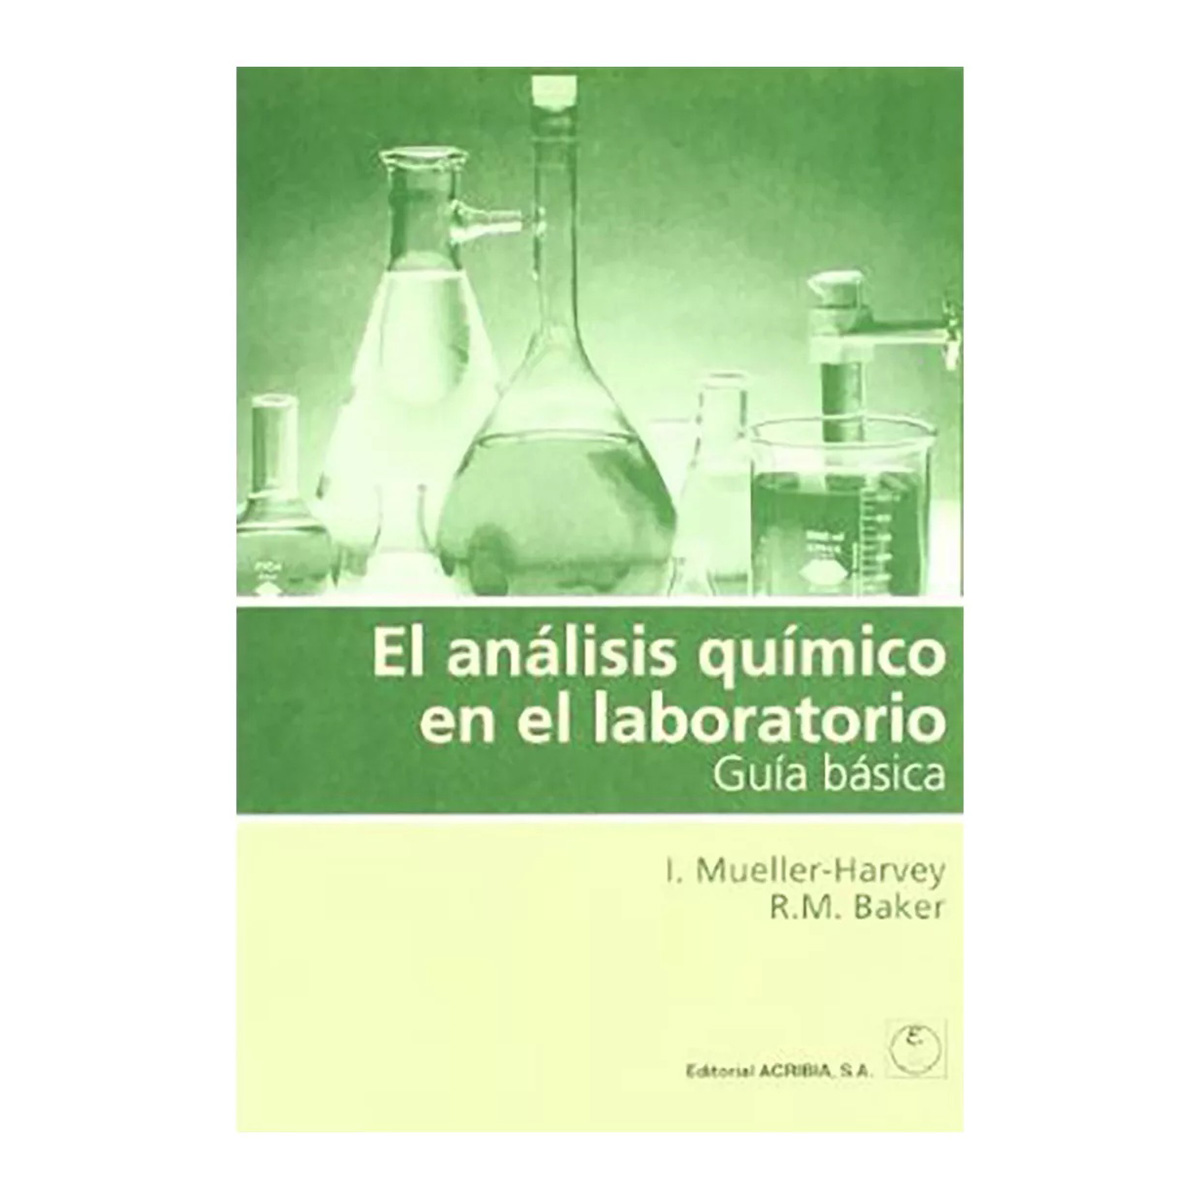 El análisis químico
en el laboratorio
Guía básica
I. Mueller-Harvey
R.M. Baker
Editorial ACRIBIA, S.A.